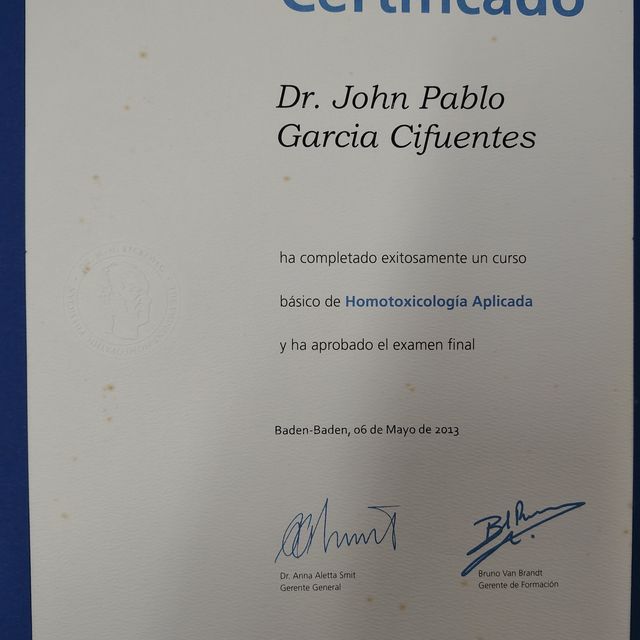 Certificado
Dr. John Pablo
Garcia Cifuentes
ha completado exitosamente un curso
básico de Homotoxicología Aplicada
y ha aprobado el examen final
Baden-Baden, 06 de Mayo de 2013
Dr. Anna Aletta Smit
Gerente General
Bruno Van Brandt
Gerente de Formación